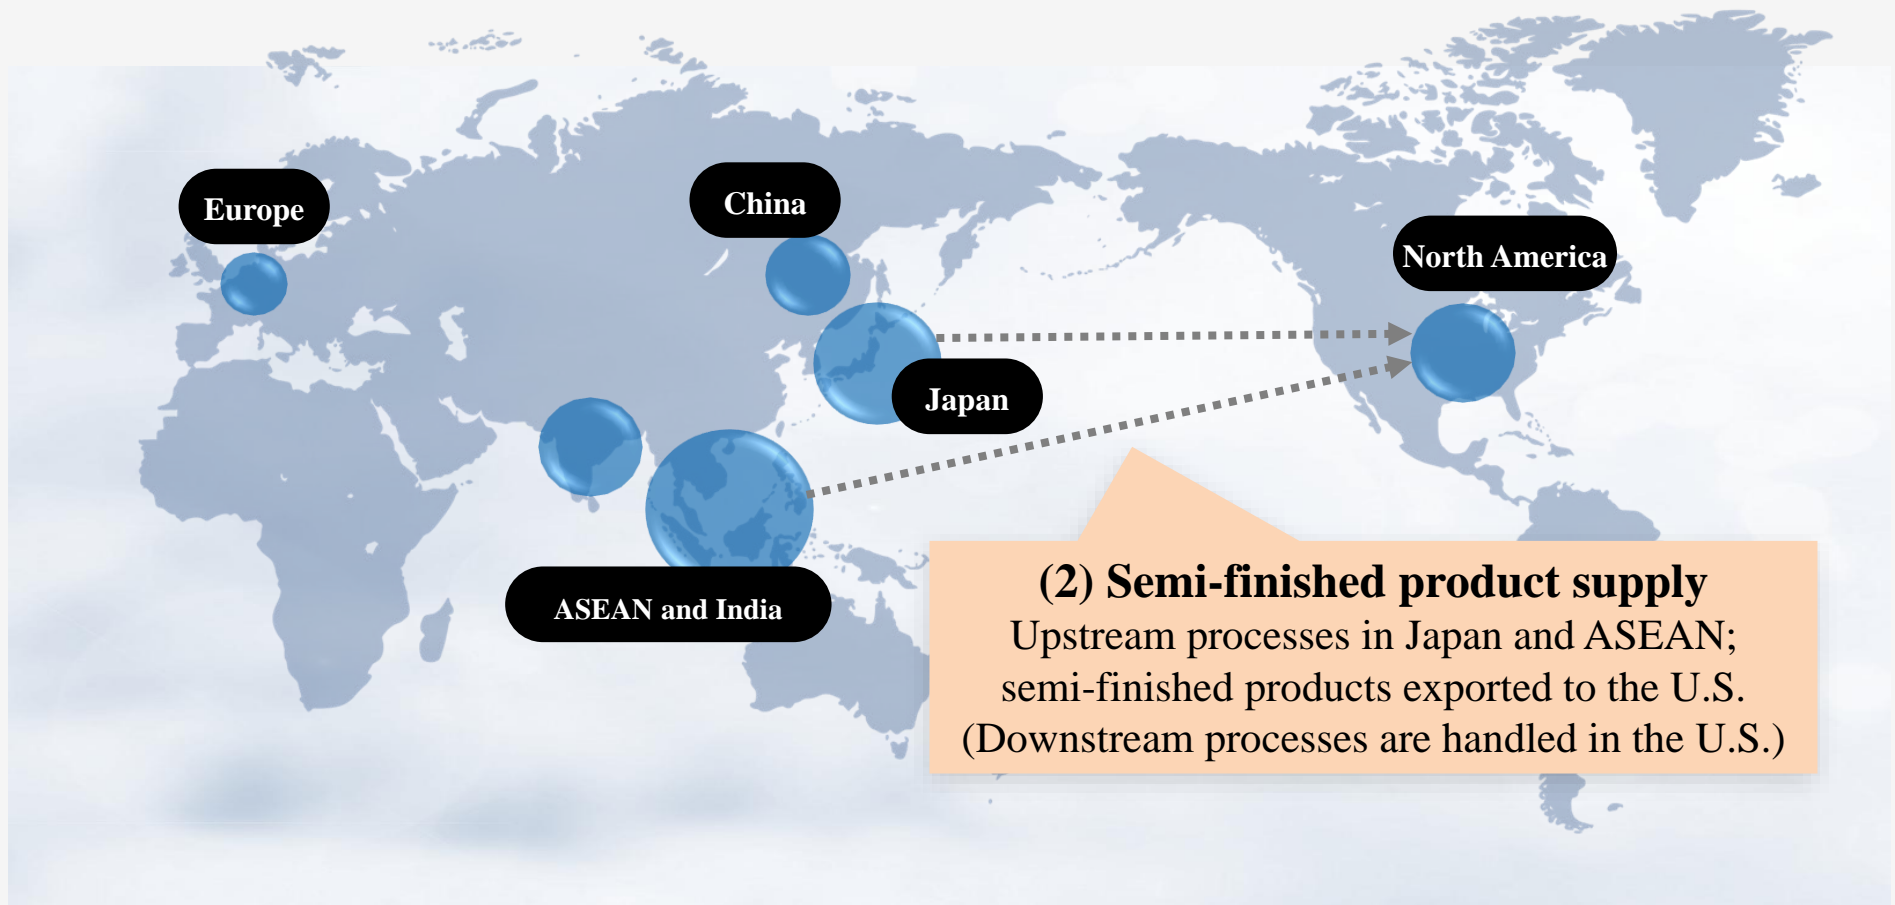 Europe
China
North America
Japan
ASEAN and India
(2) Semi-finished product supply
Upstream processes in Japan and ASEAN;
semi-finished products exported to the U.S.
(Downstream processes are handled in the U.S.)